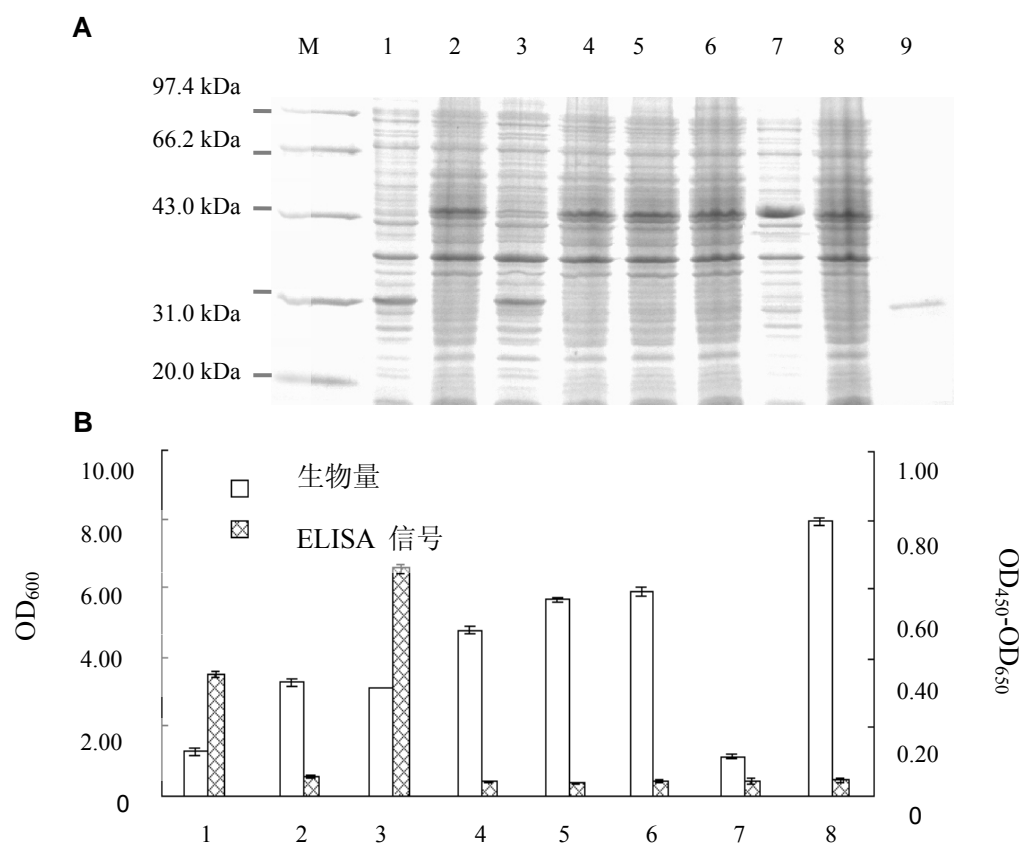 A
M 1 2 3 4 5 6 7 8 9
97.4 kDa
66.2 kDa
43.0 kDa
31.0 kDa
20.0 kDa
B
10.00
8.00
6.00
4.00
2.00
0
OD600
生物量
ELISA 信号
1.00
0.80
0.60
0.40
0.20
0
OD450-OD650
1 2 3 4 5 6 7 8